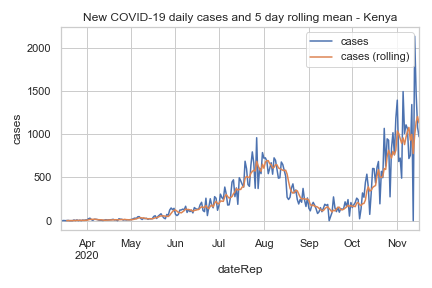 New COVID-19 daily cases and 5 day rolling mean - Kenya
cases
cases (rolling)
cases
2000
1500
1000
500
0
Apr
2020
May
Jun
Jul
Aug
Sep
Oct
Nov
dateRep